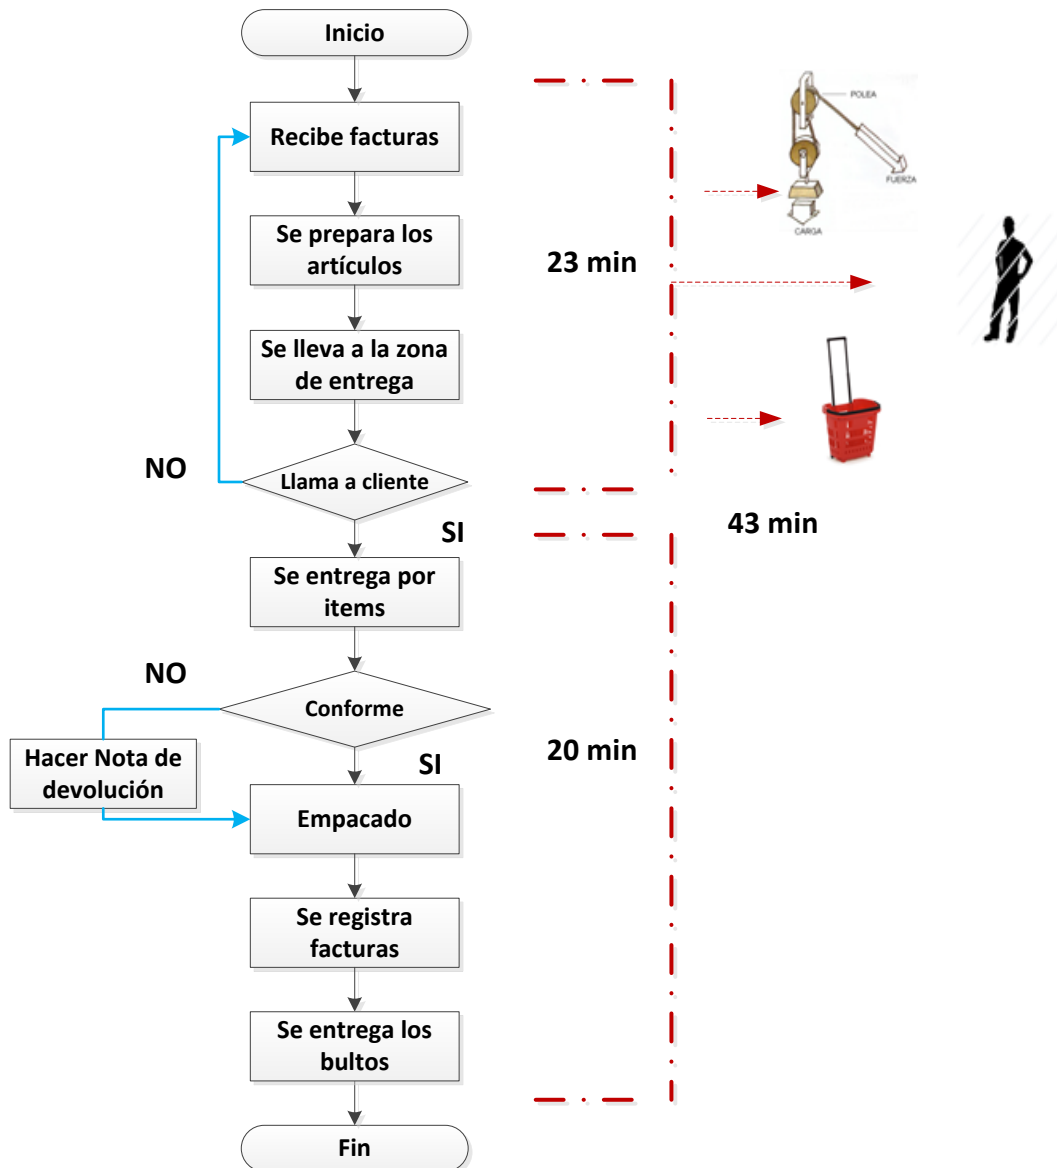 Inicio
Recibe facturas
POLEA
FUERZA
CARGA
Se prepara los
artículos
23 min
Se lleva a la zona
de entrega
NO
Llama a cliente
SI
43 min
Se entrega por
items
NO
Conforme
SI
20 min
Hacer Nota de
devolución
Empacado
Se registra
facturas
Se entrega los
bultos
Fin